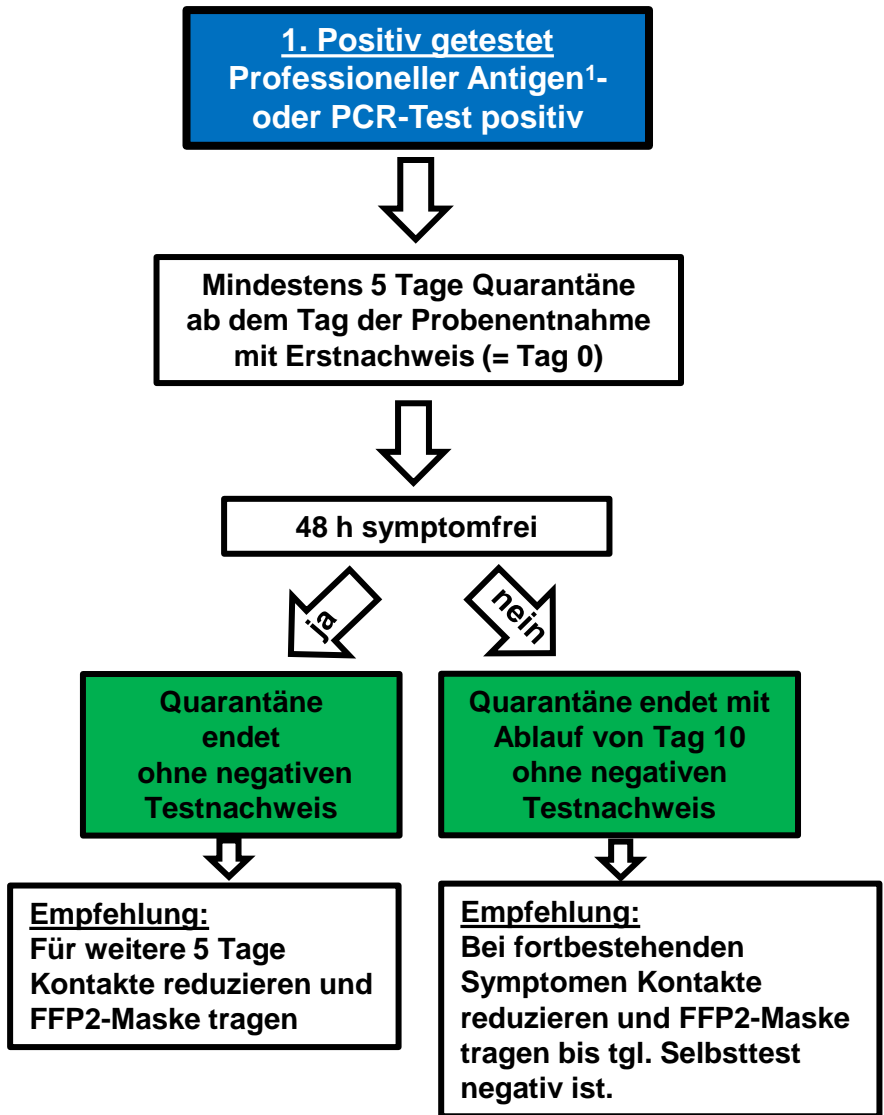 1. Positiv getestet
Professioneller Antigen¹-
oder PCR-Test positiv
Mindestens 5 Tage Quarantäne
ab dem Tag der Probenentnahme
mit Erstnachweis (= Tag 0)
48 h symptomfrei
ja
nein
Quarantäne
endet
ohne negativen
Testnachweis
Quarantäne endet mit
Ablauf von Tag 10
ohne negativen
Testnachweis
Empfehlung:
Für weitere 5 Tage
Kontakte reduzieren und
FFP2-Maske tragen
Empfehlung:
Bei fortbestehenden
Symptomen Kontakte
reduzieren und FFP2-Maske
tragen bis tgl. Selbsttest
negativ ist.